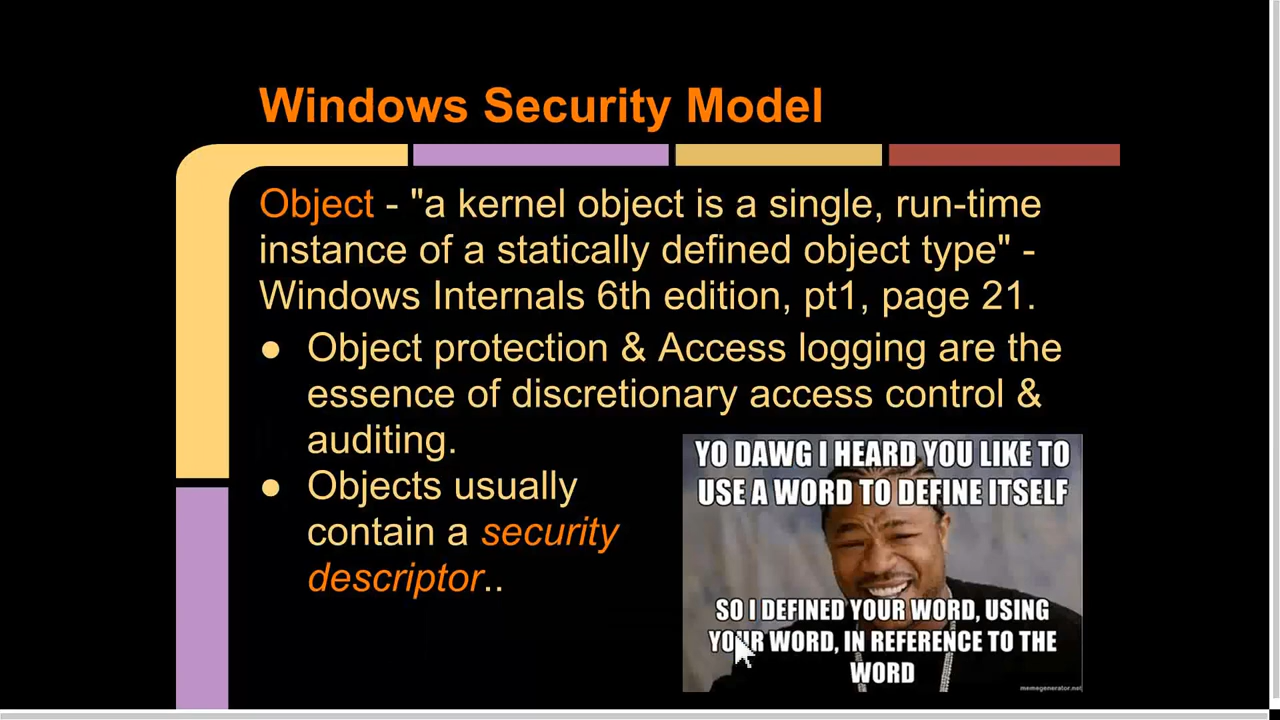 Windows Security Model
Object - "a kernel object is a single, run-time
instance of a statically defined object type" -
Windows Internals 6th edition, pt1, page 21.
● Object protection & Access logging are the
essence of discretionary access control &
auditing.
● Objects usually
contain a security
descriptor..
YO DAWG I HEARD YOU LIKE TO
USE A WORD TO DEFINE ITSELF
SO I DEFINED YOUR WORD, USING
YOUR WORD, IN REFERENCE TO THE
WORD
memegenerator.net